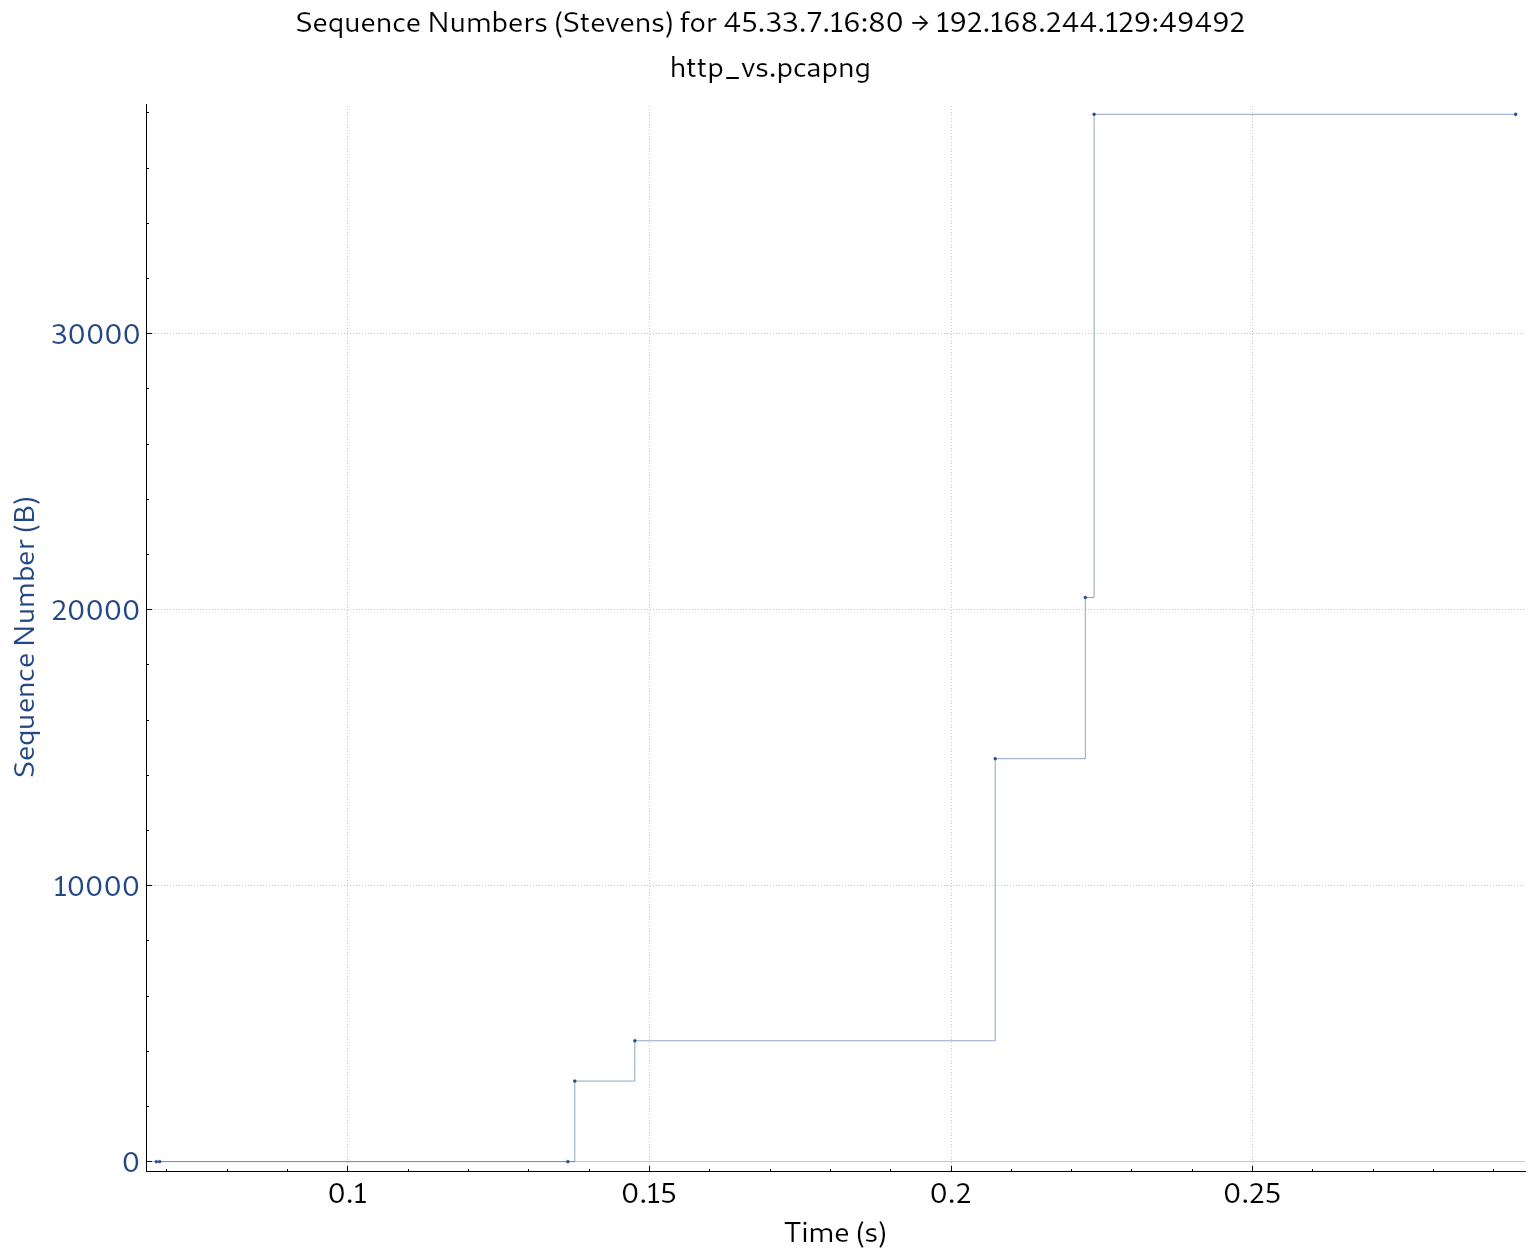 Sequence Numbers (Stevens) for 45.33.7.16:80 → 192.168.244.129:49492
http_vs.pcapng
30000
20000
10000
0
Sequence Number (B)
0.1 0.15 0.2 0.25
Time (s)